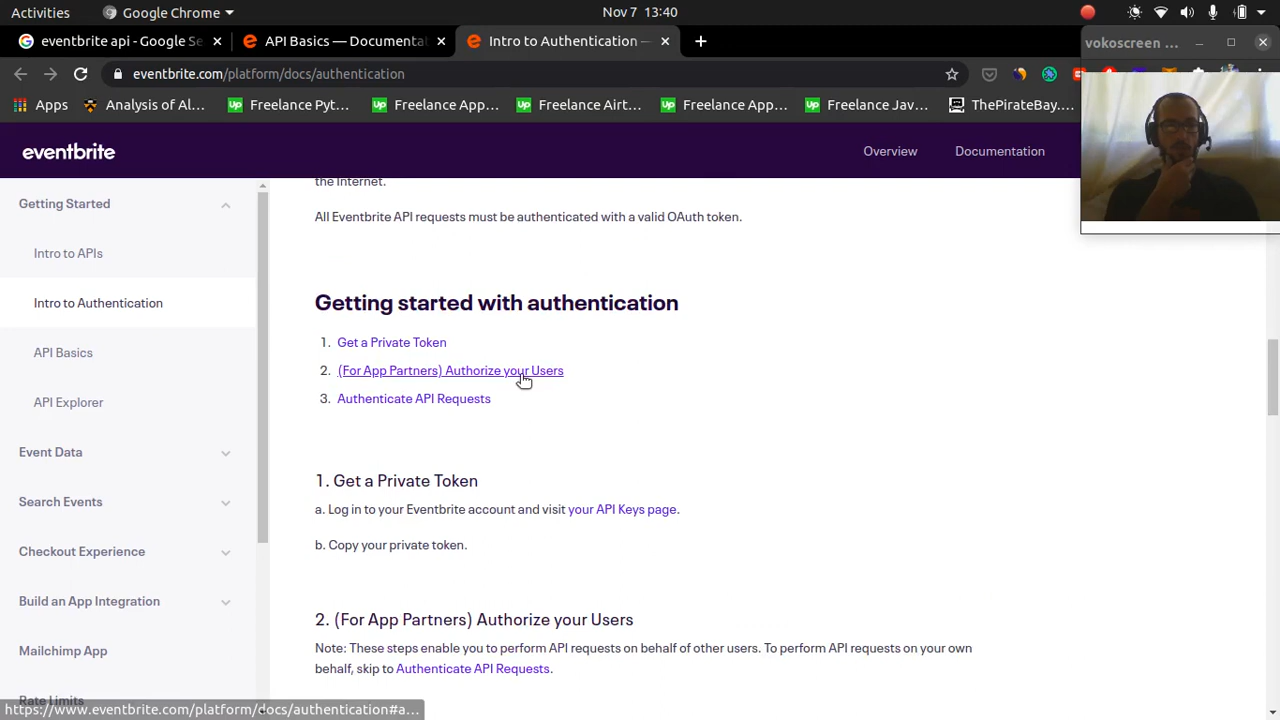 Activities
Google Chrome
Nov 7 13:40
eventbrite api - Google Se
API Basics — Documentat
Intro to Authentication —
vokoscreen ...
eventbrite.com/platform/docs/authentication
Apps
Analysis of Al...
Freelance Pyt...
Freelance App...
Freelance Airt...
Freelance App...
Freelance Jav...
ThePirateBay....
eventbrite
Overview
Documentation
Getting Started
Intro to APIs
Intro to Authentication
API Basics
API Explorer
Event Data
Search Events
Checkout Experience
Build an App Integration
Mailchimp App
Rate Limits
the Internet.
All Eventbrite API requests must be authenticated with a valid OAuth token.
Getting started with authentication
1. Get a Private Token
2. (For App Partners) Authorize your Users
3. Authenticate API Requests
1. Get a Private Token
a. Log in to your Eventbrite account and visit your API Keys page.
b. Copy your private token.
2. (For App Partners) Authorize your Users
Note: These steps enable you to perform API requests on behalf of other users. To perform API requests on your own
behalf, skip to Authenticate API Requests.
https://www.eventbrite.com/platform/docs/authentication#a...